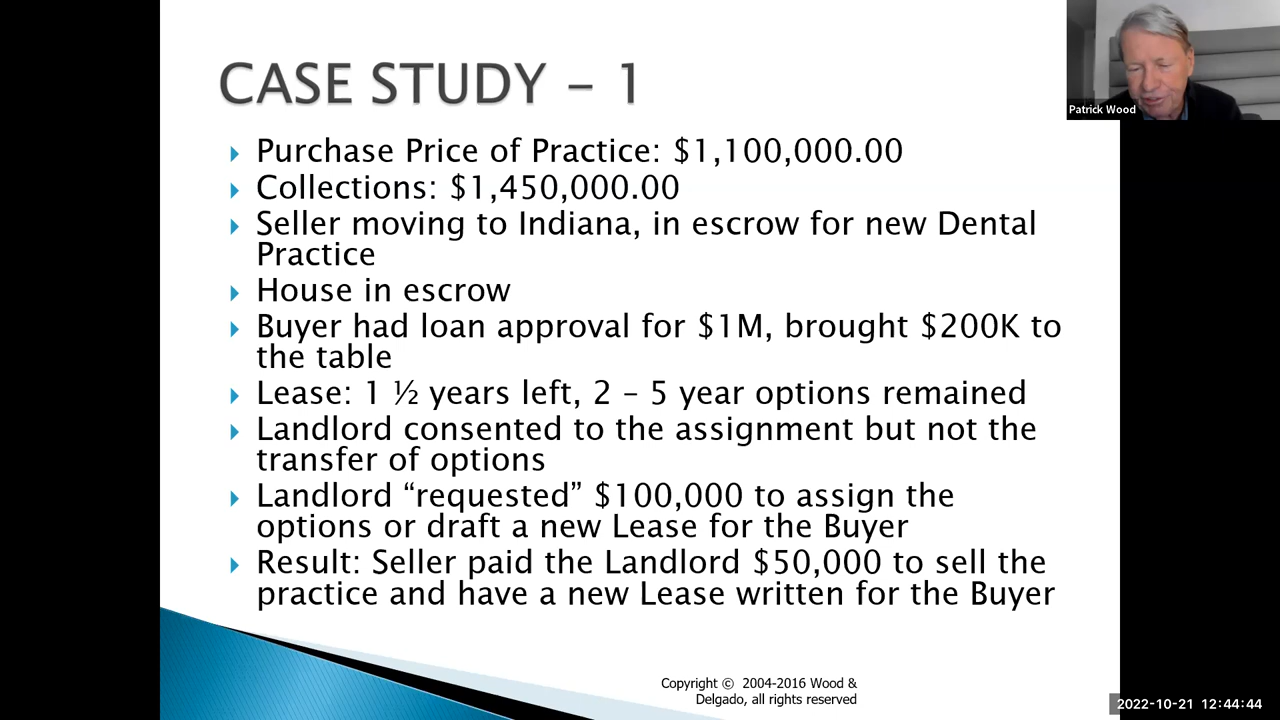 CASE STUDY – 1
Purchase Price of Practice: $1,100,000.00
Collections: $1,450,000.00
Seller moving to Indiana, in escrow for new Dental
Practice
House in escrow
Buyer had loan approval for $1M, brought $200K to
the table
Lease: 1 ½ years left, 2 – 5 year options remained
Landlord consented to the assignment but not the
transfer of options
Landlord “requested” $100,000 to assign the
options or draft a new Lease for the Buyer
Result: Seller paid the Landlord $50,000 to sell the
practice and have a new Lease written for the Buyer
Copyright © 2004-2016 Wood &
Delgado, all rights reserved
Patrick Wood
2022-10-21 12:44:44